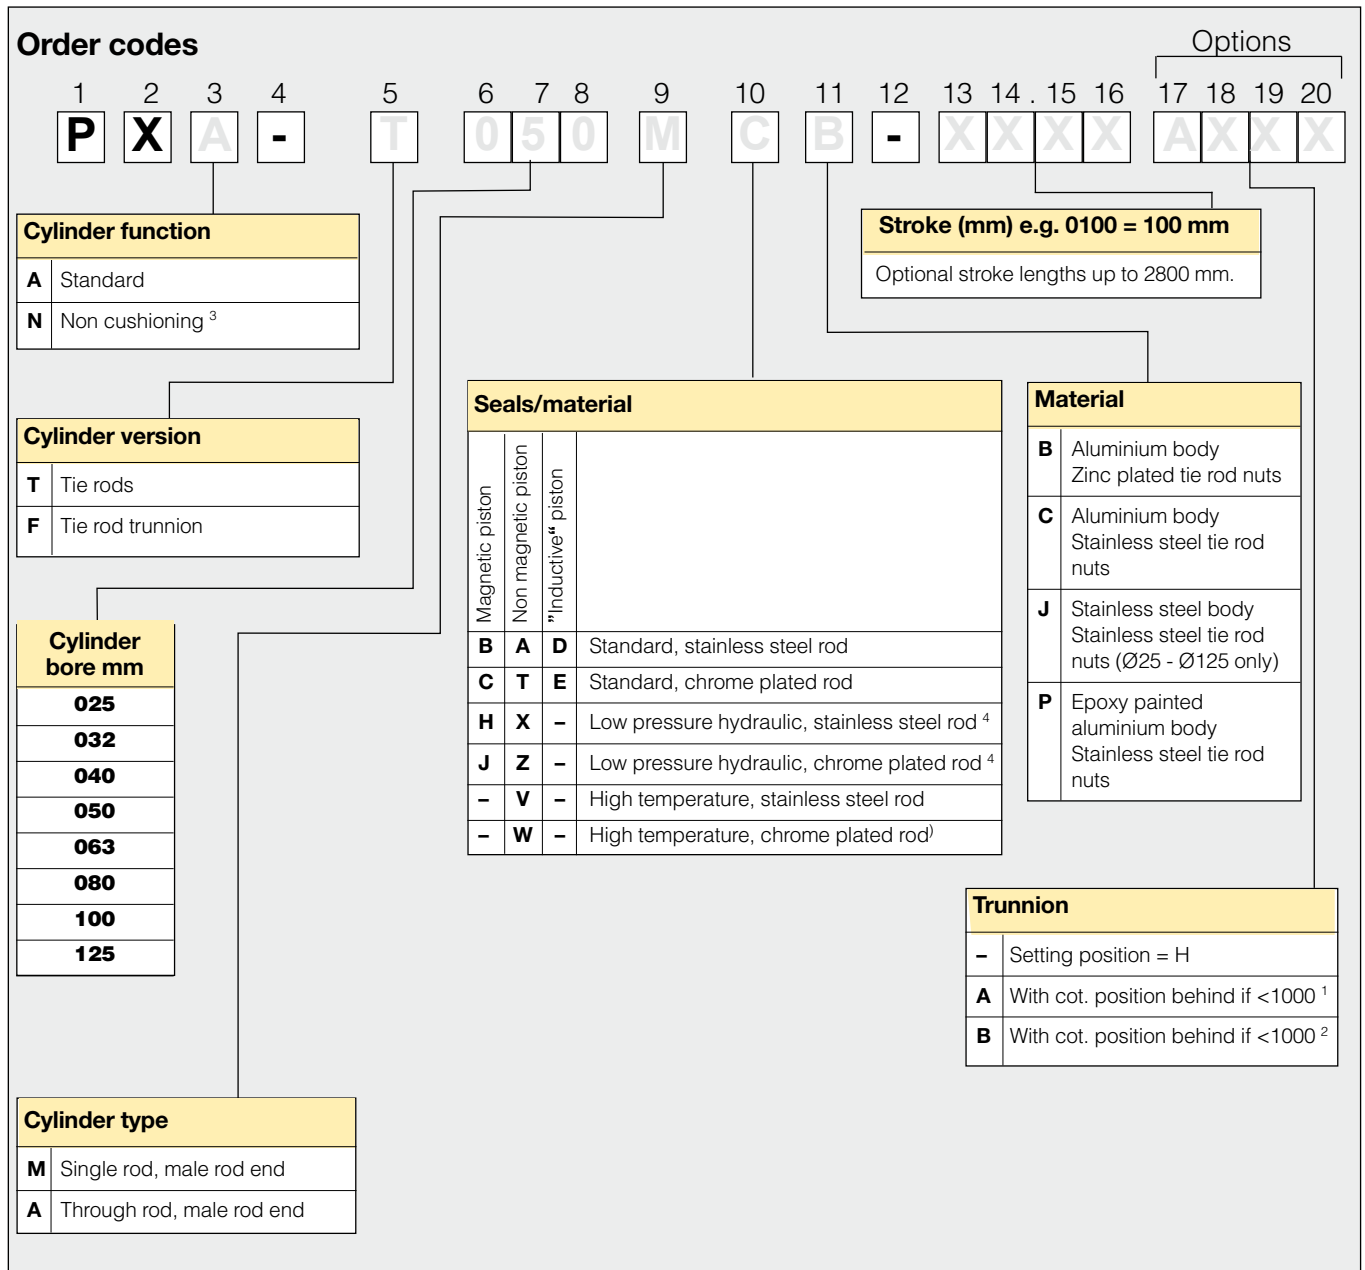 Order codes
Options
1 2 3 4 5 6 7 8 9 10 11 12 13 14 . 15 16 17 18 19 20
P X A - T 0 5 0 M C B - X X X X A X X X
Cylinder function
A Standard
N Non cushioning 3
Stroke (mm) e.g. 0100 = 100 mm
Optional stroke lengths up to 2800 mm.
Cylinder version
T Tie rods
F Tie rod trunnion
Cylinder
bore mm
025
032
040
050
063
080
100
125
Seals/material
Magnetic piston
Non magnetic piston
”Inductive“ piston
B A D Standard, stainless steel rod
C T E Standard, chrome plated rod
H X – Low pressure hydraulic, stainless steel rod 4
J Z – Low pressure hydraulic, chrome plated rod 4
– V – High temperature, stainless steel rod
– W – High temperature, chrome plated rod)
Material
B Aluminium body
Zinc plated tie rod nuts
C Aluminium body
Stainless steel tie rod
nuts
J Stainless steel body
Stainless steel tie rod
nuts (Ø25 - Ø125 only)
P Epoxy painted
aluminium body
Stainless steel tie rod
nuts
Trunnion
– Setting position = H
A With cot. position behind if <1000 1
B With cot. position behind if <1000 2
Cylinder type
M Single rod, male rod end
A Through rod, male rod end